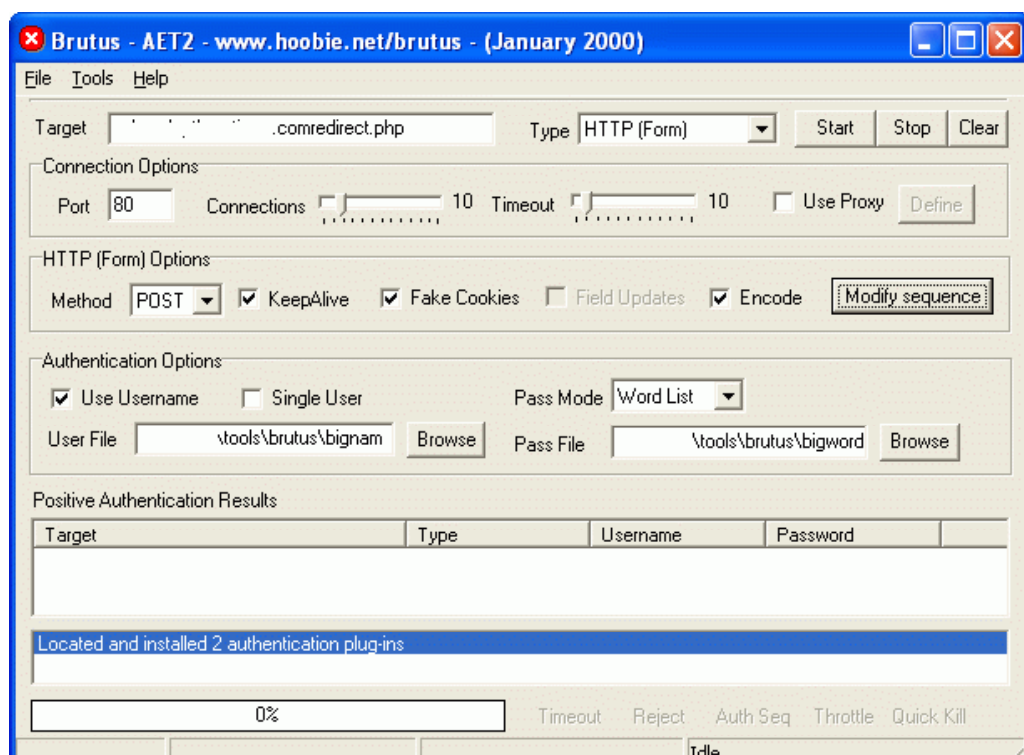 Brutus - AET2 - www.hoobie.net/brutus - (January 2000)
File Tools Help
Target .comredirect.php Type HTTP (Form) Start Stop Clear
Connection Options
Port 80 Connections 10 Timeout 10 Use Proxy Define
HTTP (Form) Options
Method POST KeepAlive Fake Cookies Field Updates Encode Modify sequence
Authentication Options
Use Username Single User Pass Mode Word List
User File \tools\brutus\bignam Browse Pass File \tools\brutus\bigword Browse
Positive Authentication Results
Target Type Username Password
Located and installed 2 authentication plug-ins
0% Timeout Reject Auth Seq Throttle Quick Kill
Idle